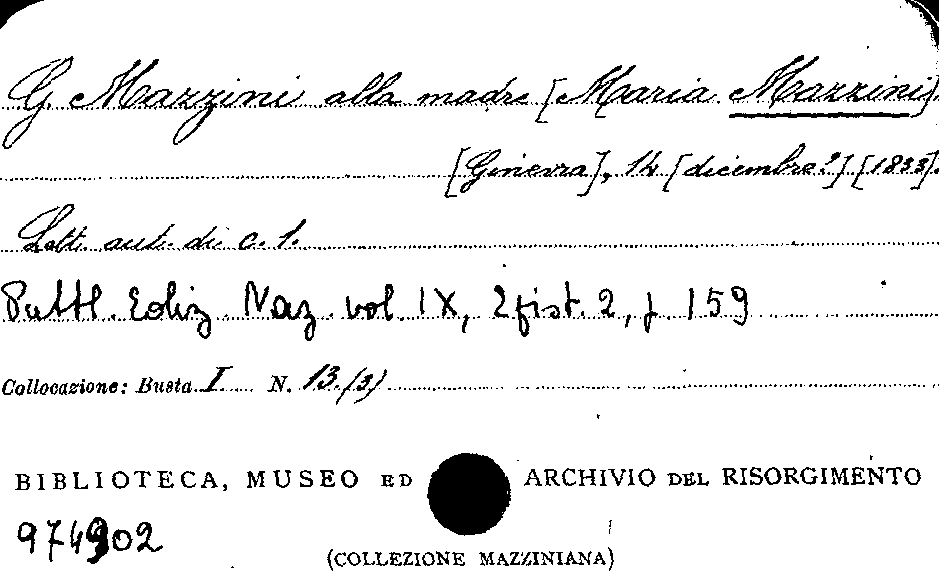 G. Mazzini alla madre [Maria Mazzini].
[Ginevra], 14 [dicembre?] [1833].
Lett. aut. di c. 1.
Pubbl. Ediz. Naz. vol. IX, Epist. 2, p. 159
Collocazione: Busta I N. 13.(3)
BIBLIOTECA, MUSEO ED ARCHIVIO DEL RISORGIMENTO
974902
(COLLEZIONE MAZZINIANA)